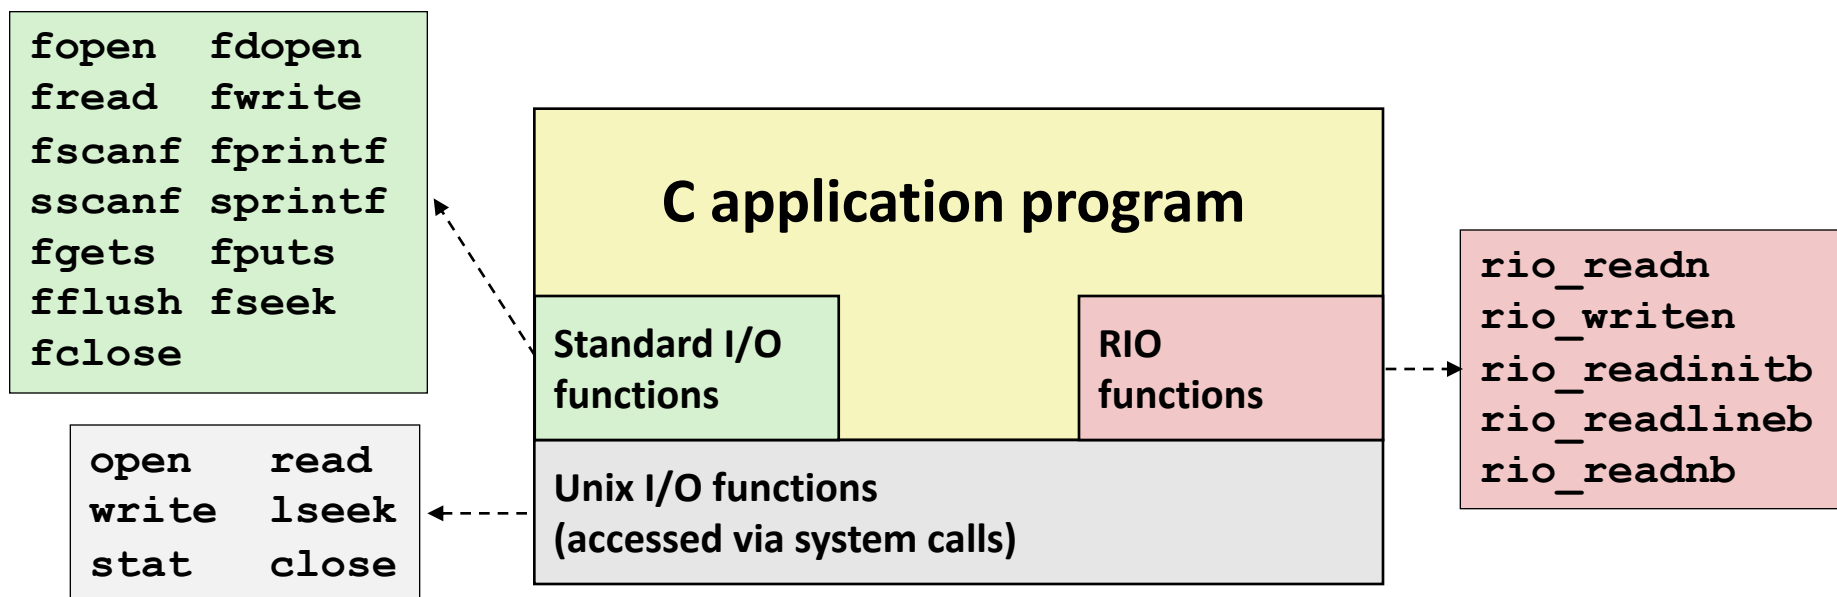 fopen fdopen
fread fwrite
fscanf fprintf
sscanf sprintf
fgets fputs
fflush fseek
fclose
C application program
Standard I/O
functions
RIO
functions
rio_readn
rio_writen
rio_readinitb
rio_readlineb
rio_readnb
open read
write lseek
stat close
Unix I/O functions
(accessed via system calls)